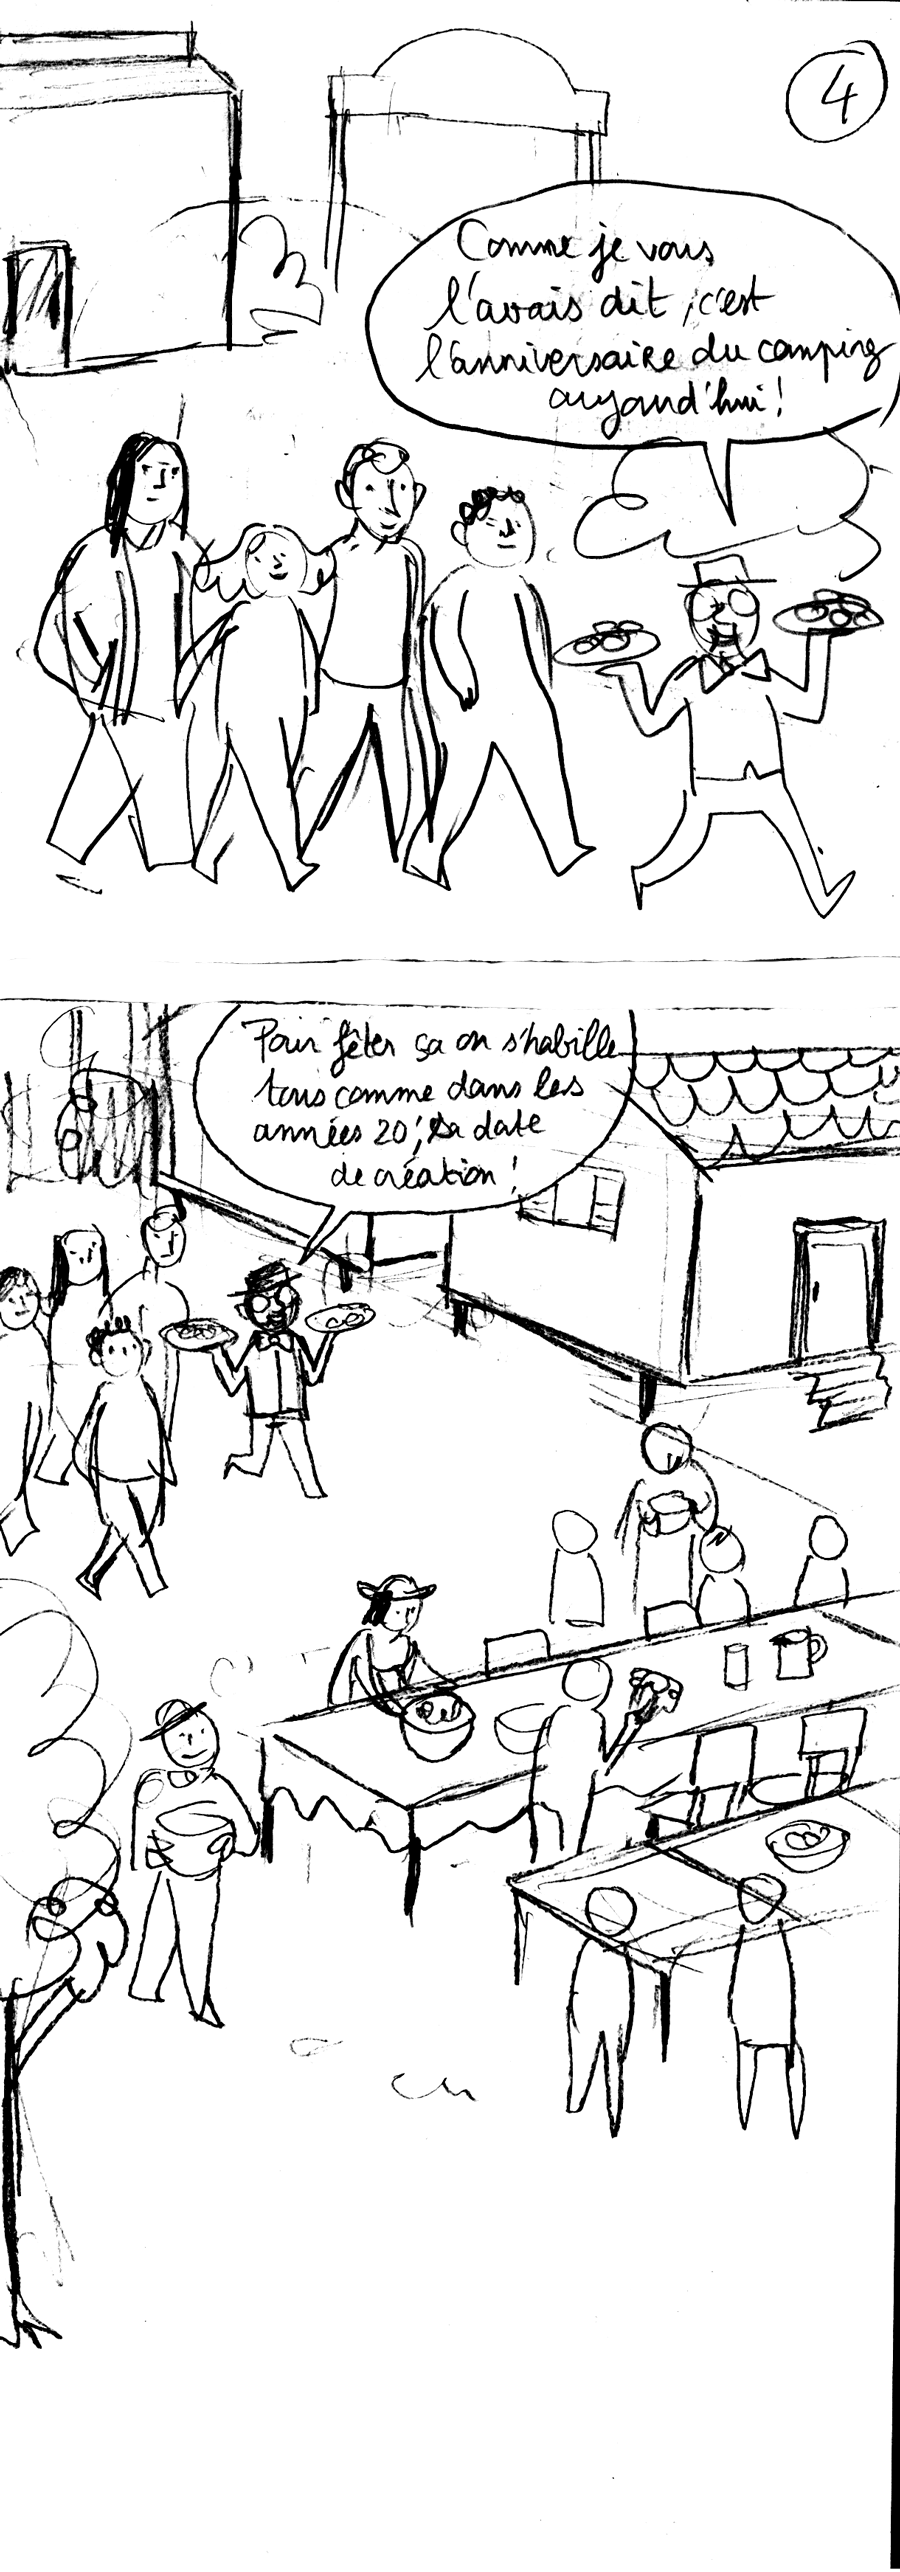 4
Comme je vous
l'avais dit, c'est
l'anniversaire du camping
aujourd'hui !
Pour fêter ça on s'habille
tous comme dans les
années 20', sa date
de création !